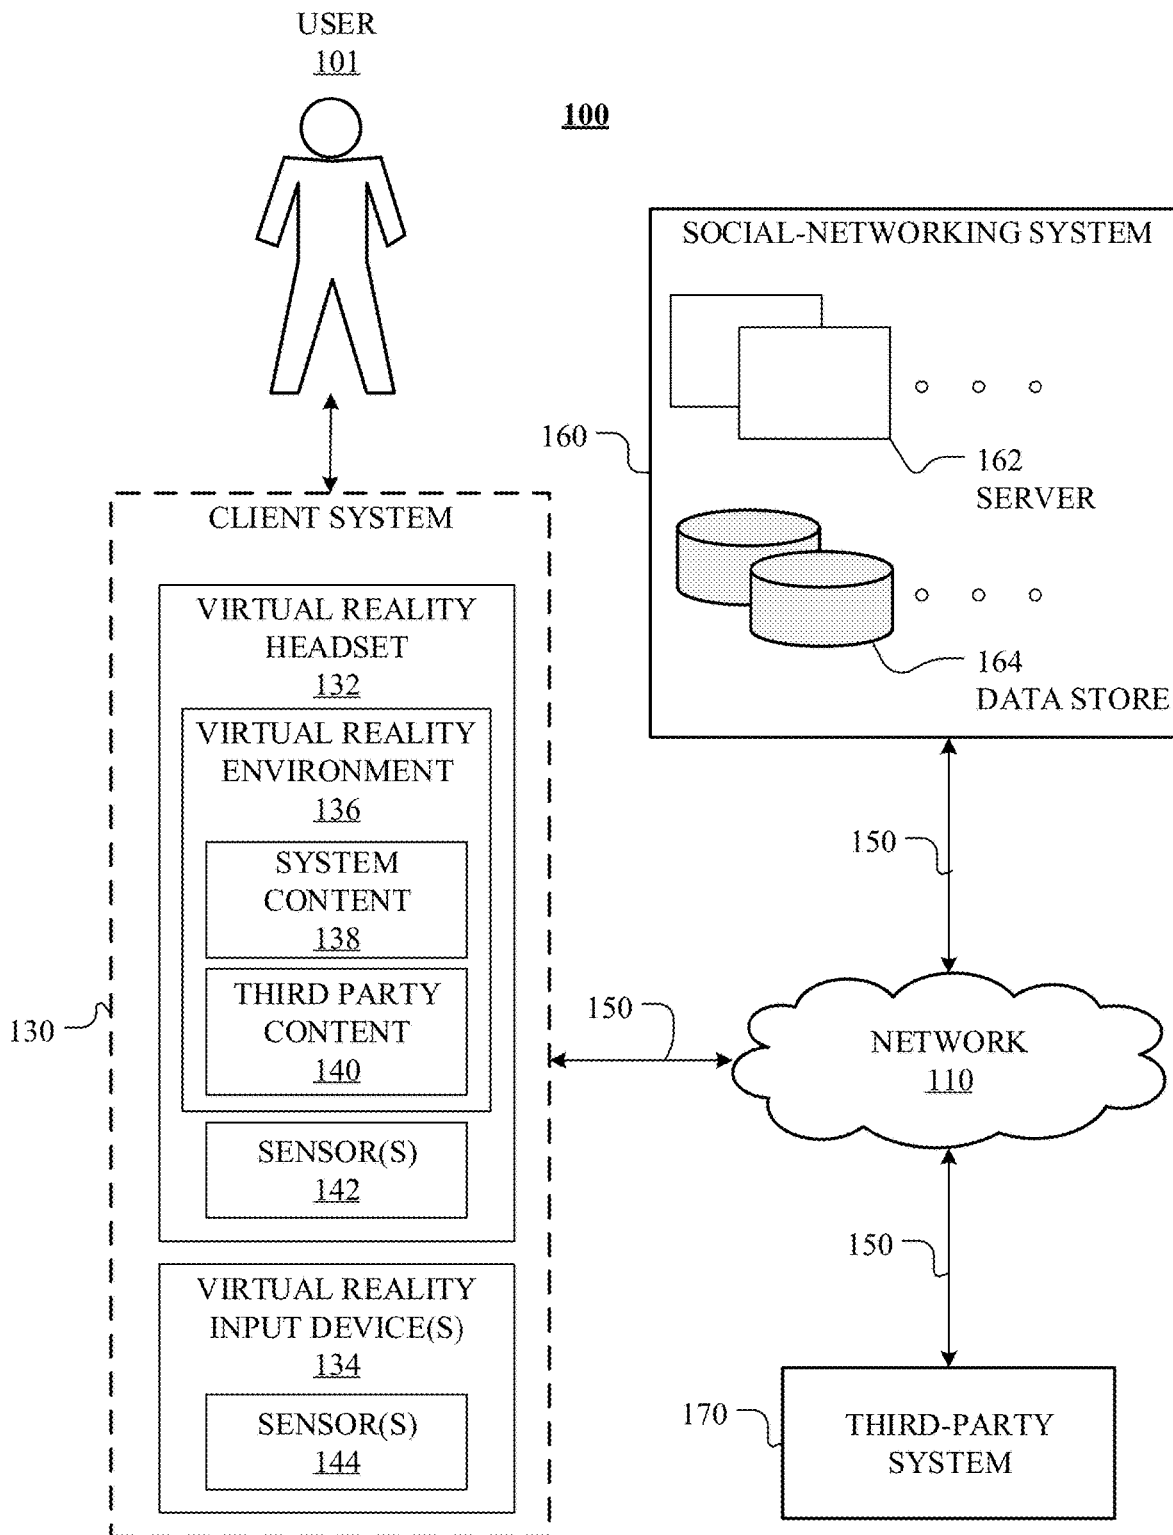 USER
101
100
SOCIAL-NETWORKING SYSTEM
160
162
SERVER
164
DATA STORE
CLIENT SYSTEM
VIRTUAL REALITY
HEADSET
132
VIRTUAL REALITY
ENVIRONMENT
136
SYSTEM
CONTENT
138
THIRD PARTY
CONTENT
140
SENSOR(S)
142
130
VIRTUAL REALITY
INPUT DEVICE(S)
134
SENSOR(S)
144
150
150
NETWORK
110
150
170
THIRD-PARTY
SYSTEM